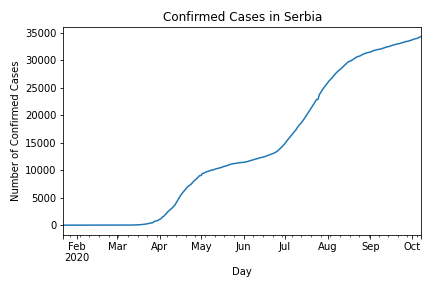 Confirmed Cases in Serbia
Number of Confirmed Cases
35000
30000
25000
20000
15000
10000
5000
0
Feb Mar Apr May Jun Jul Aug Sep Oct
2020
Day